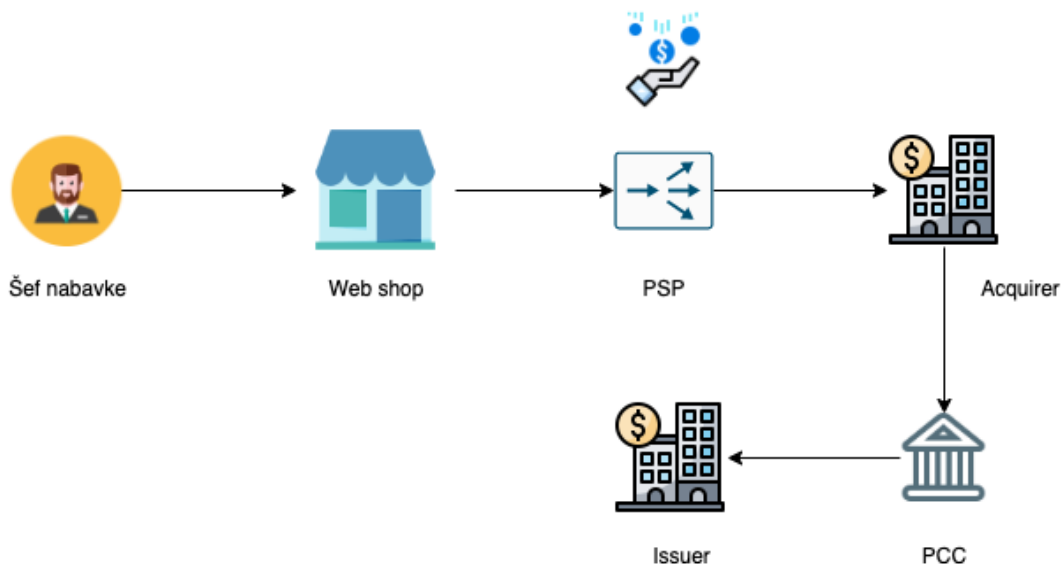 Šef nabavke
Web shop
PSP
Acquirer
Issuer
PCC